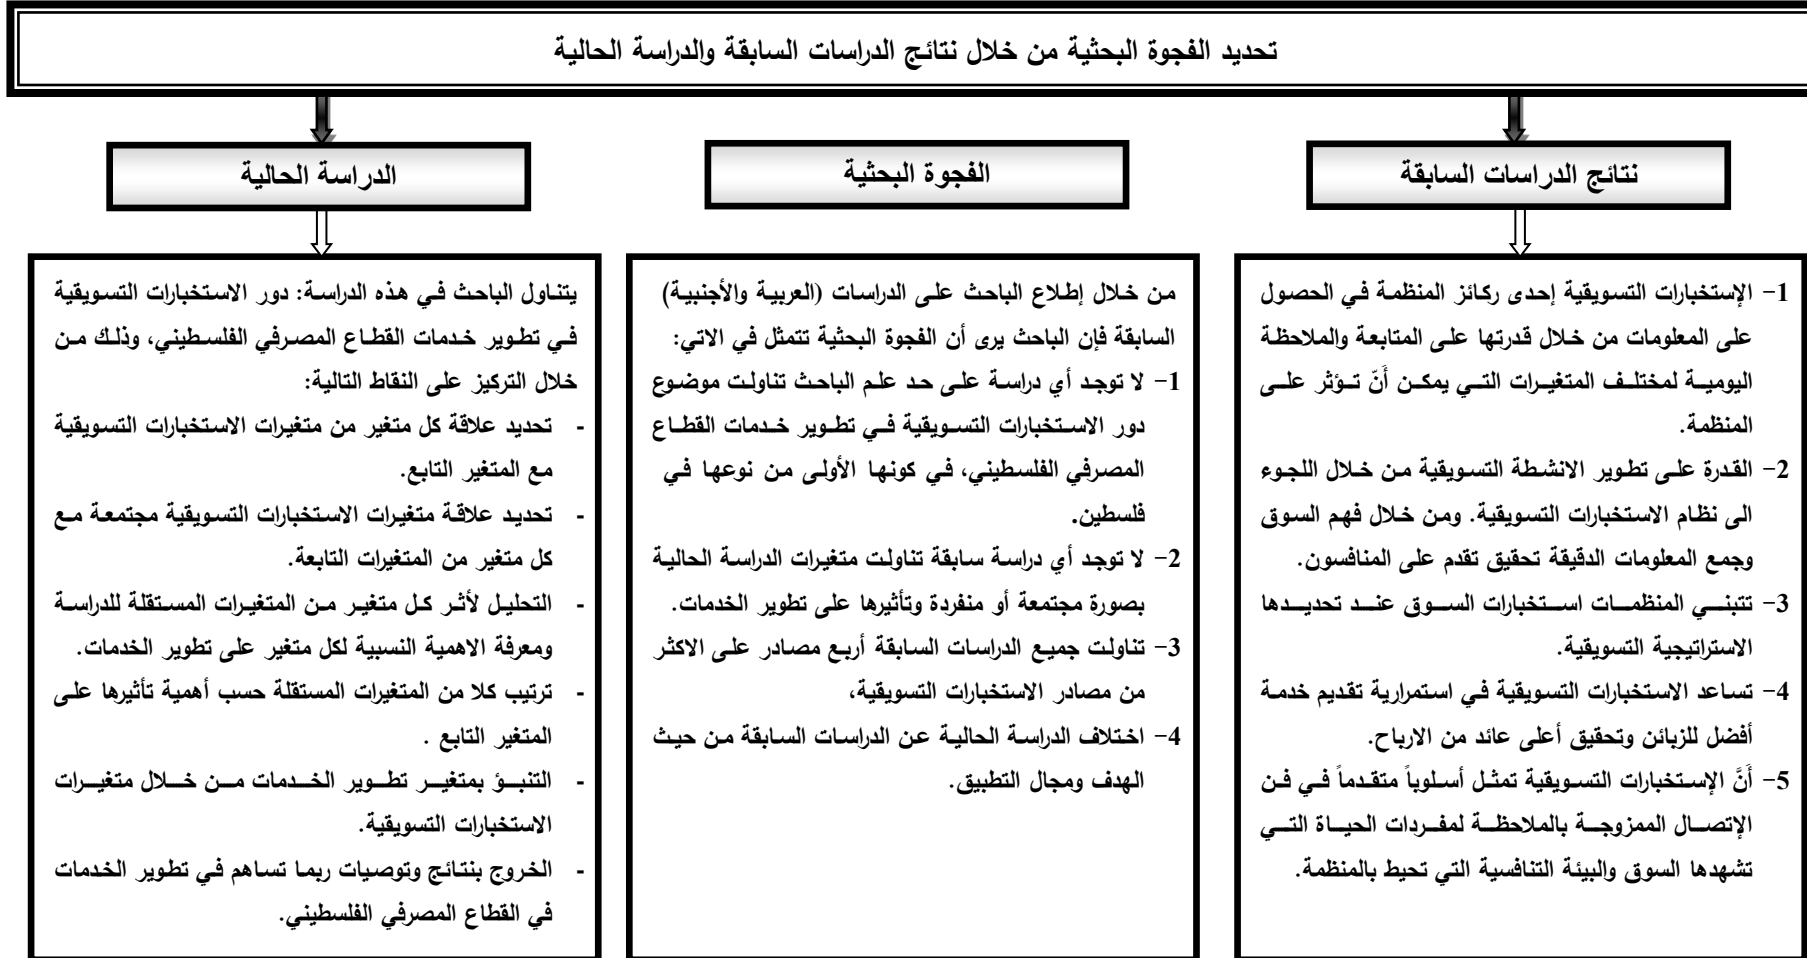 تحديد الفجوة البحثية من خلال نتائج الدراسات السابقة والدراسة الحالية
نتائج الدراسات السابقة
1- الإستخبارات التسويقية إحدى ركائز المنظمة في الحصول
على المعلومات من خلال قدرتها على المتابعة والملاحظة
اليومية لمختلف المتغيرات التي يمكن أنّ تؤثر على
المنظمة.
2- القدرة على تطوير الانشطة التسويقية من خلال اللجوء
الى نظام الاستخبارات التسويقية. ومن خلال فهم السوق
وجمع المعلومات الدقيقة تحقيق تقدم على المنافسون.
3- تتبني المنظمات استخبارات السوق عند تحديدها
الاستراتيجية التسويقية.
4- تساعد الاستخبارات التسويقية في استمرارية تقديم خدمة
أفضل للزبائن وتحقيق أعلى عائد من الارباح.
5- أَنَّ الإستخبارات التسويقية تمثل أسلوباً متقدماً في فن
الإتصال الممزوجة بالملاحظة لمفردات الحياة التي
تشهدها السوق والبيئة التنافسية التي تحيط بالمنظمة.
الفجوة البحثية
من خلال إطلاع الباحث على الدراسات (العربية والأجنبية)
السابقة فإن الباحث يرى أن الفجوة البحثية تتمثل في الاتي:
1- لا توجد أي دراسة على حد علم الباحث تناولت موضوع
دور الاستخبارات التسويقية في تطوير خدمات القطاع
المصرفي الفلسطيني، في كونها الأولى من نوعها في
فلسطين.
2- لا توجد أي دراسة سابقة تناولت متغيرات الدراسة الحالية
بصورة مجتمعة أو منفردة وتأثيرها على تطوير الخدمات.
3- تناولت جميع الدراسات السابقة أربع مصادر على الاكثر
من مصادر الاستخبارات التسويقية،
4- اختلاف الدراسة الحالية عن الدراسات السابقة من حيث
الهدف ومجال التطبيق.
الدراسة الحالية
يتناول الباحث في هذه الدراسة: دور الاستخبارات التسويقية
في تطوير خدمات القطاع المصرفي الفلسطيني، وذلك من
خلال التركيز على النقاط التالية:
- تحديد علاقة كل متغير من متغيرات الاستخبارات التسويقية
مع المتغير التابع.
- تحديد علاقة متغيرات الاستخبارات التسويقية مجتمعة مع
كل متغير من المتغيرات التابعة.
- التحليل لأثر كل متغير من المتغيرات المستقلة للدراسة
ومعرفة الاهمية النسبية لكل متغير على تطوير الخدمات.
- ترتيب كلا من المتغيرات المستقلة حسب أهمية تأثيرها على
المتغير التابع .
- التنبؤ بمتغير تطوير الخدمات من خلال متغيرات
الاستخبارات التسويقية.
- الخروج بنتائج وتوصيات ربما تساهم في تطوير الخدمات
في القطاع المصرفي الفلسطيني.